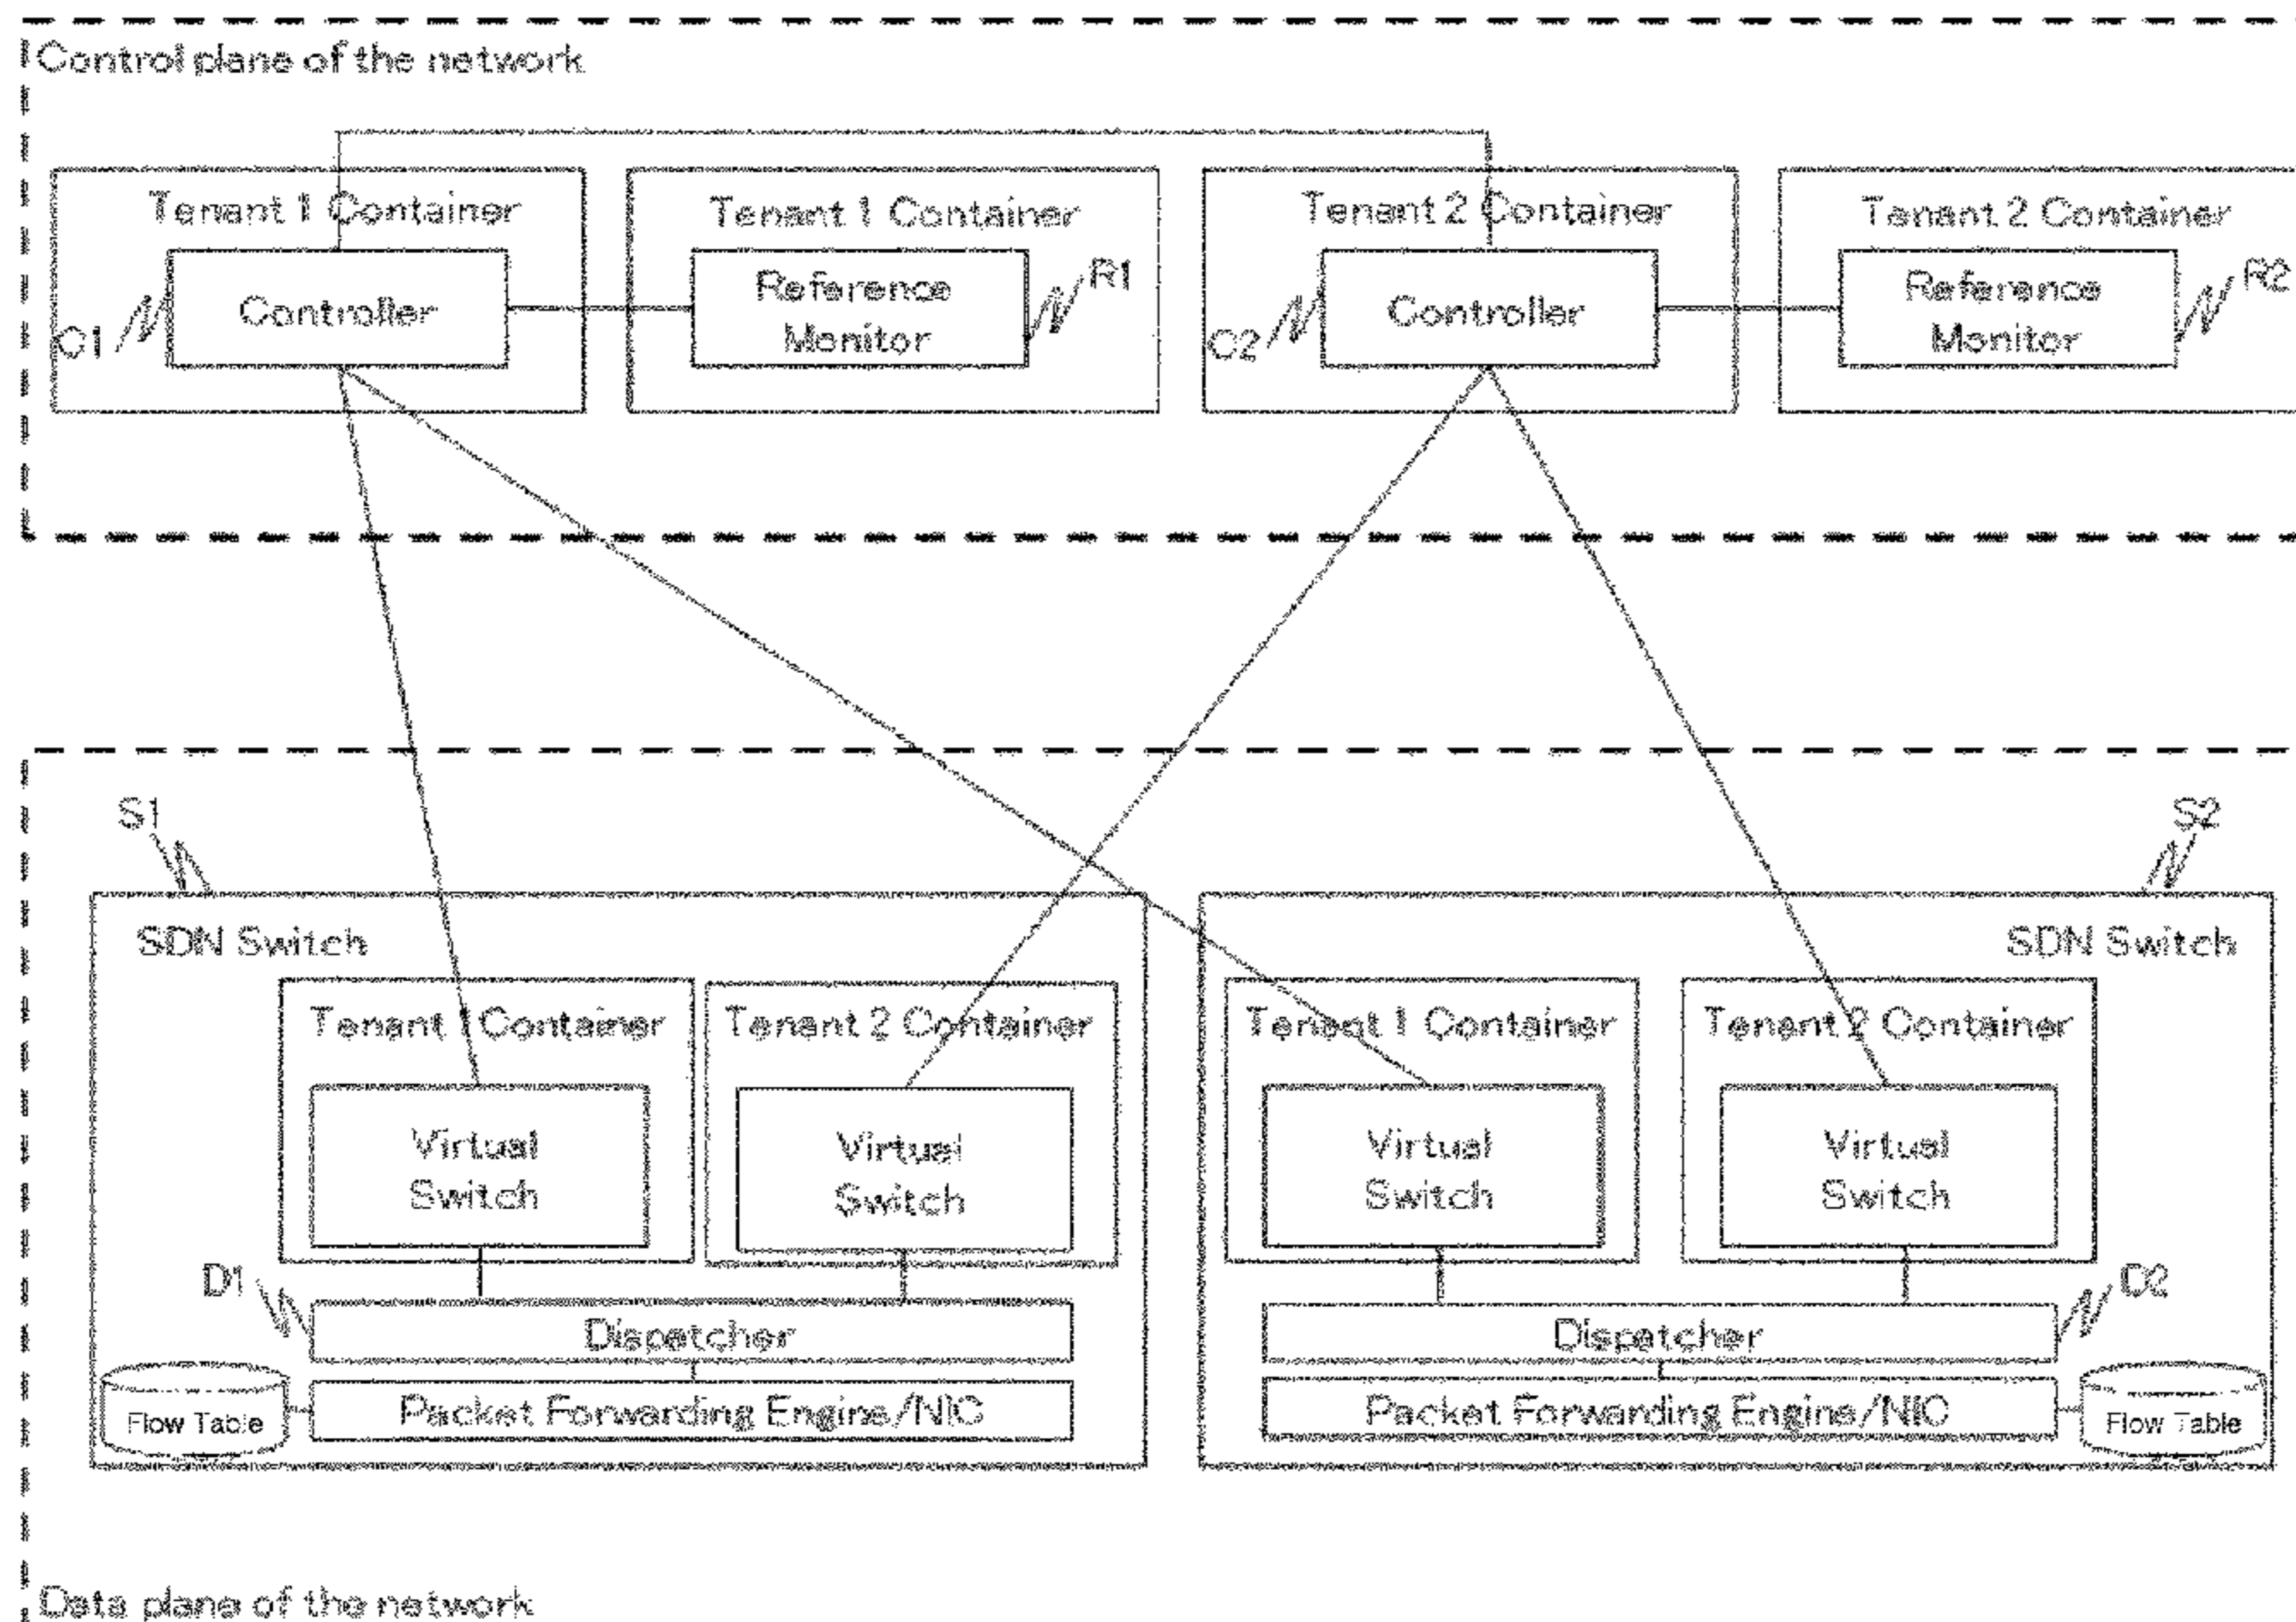 Control plane of the network
Tenant 1 Container
Tenant 1 Container
Tenant 2 Container
Tenant 2 Container
Controller
Reference
Monitor
Controller
Reference
Monitor
C1
R1
C2
R2
S1
S2
SDN Switch
SDN Switch
Tenant 1 Container
Tenant 2 Container
Tenant 1 Container
Tenant 2 Container
Virtual
Switch
Virtual
Switch
Virtual
Switch
Virtual
Switch
D1
D2
Dispatcher
Dispatcher
Flow Table
Packet Forwarding Engine/NIC
Packet Forwarding Engine/NIC
Flow Table
Data plane of the network